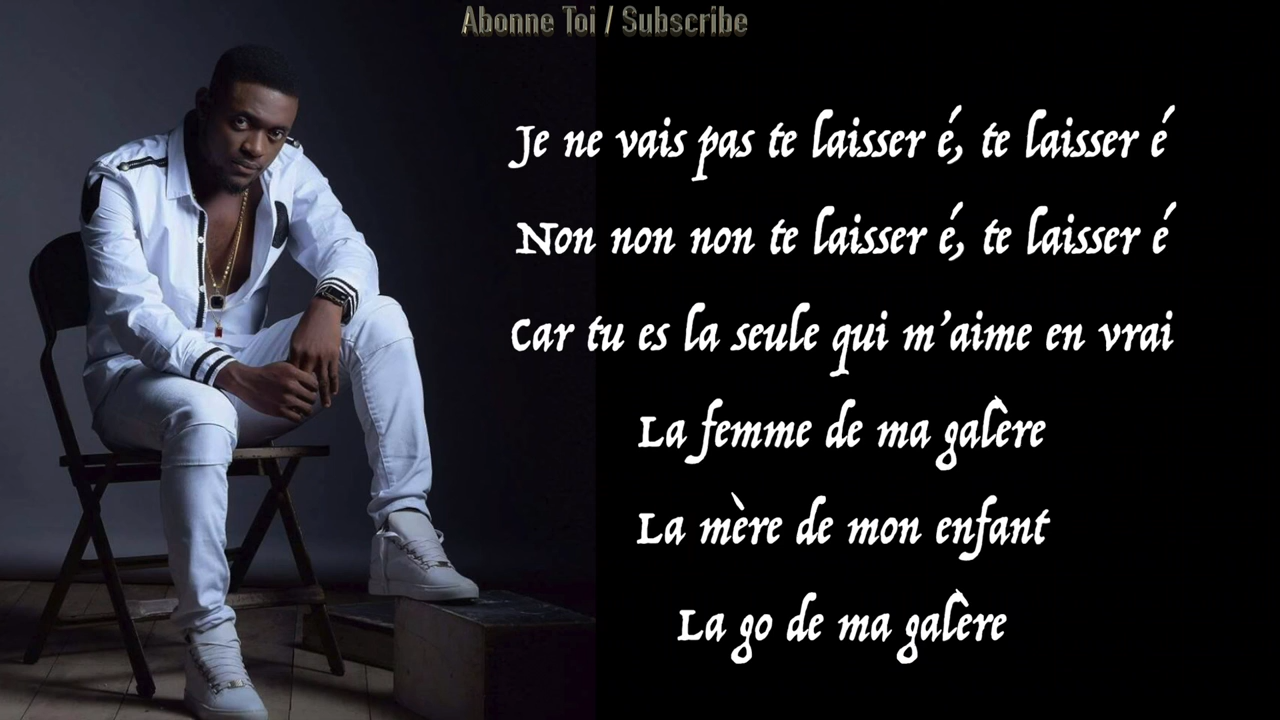 Abonne Toi / Subscribe
Je ne vais pas te laisser é, te laisser é
Non non non te laisser é, te laisser é
Car tu es la seule qui m'aime en vrai
La femme de ma galère
La mère de mon enfant
La go de ma galère